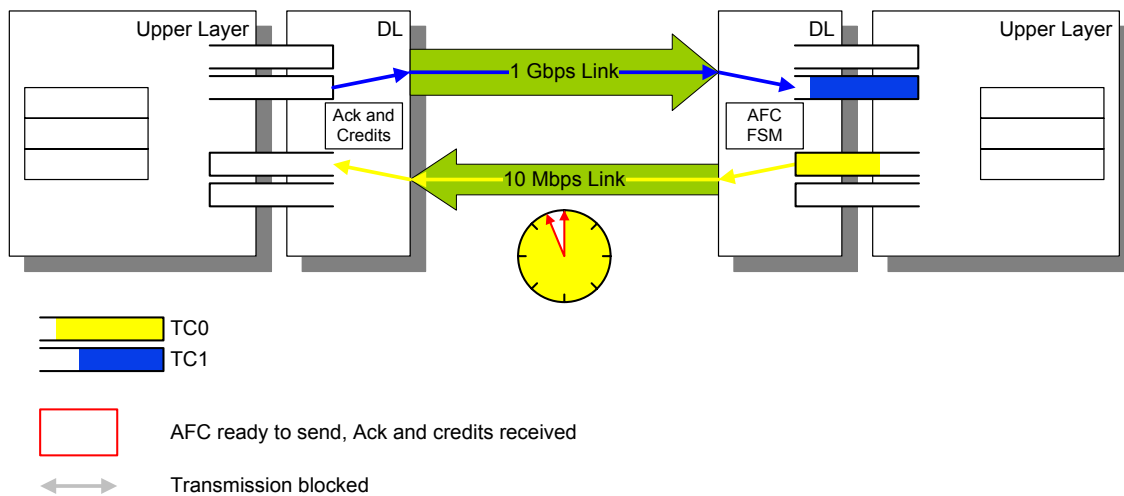 Upper Layer
DL
DL
Upper Layer
1 Gbps Link
Ack and
Credits
AFC
FSM
10 Mbps Link
TC0
TC1
AFC ready to send, Ack and credits received
Transmission blocked